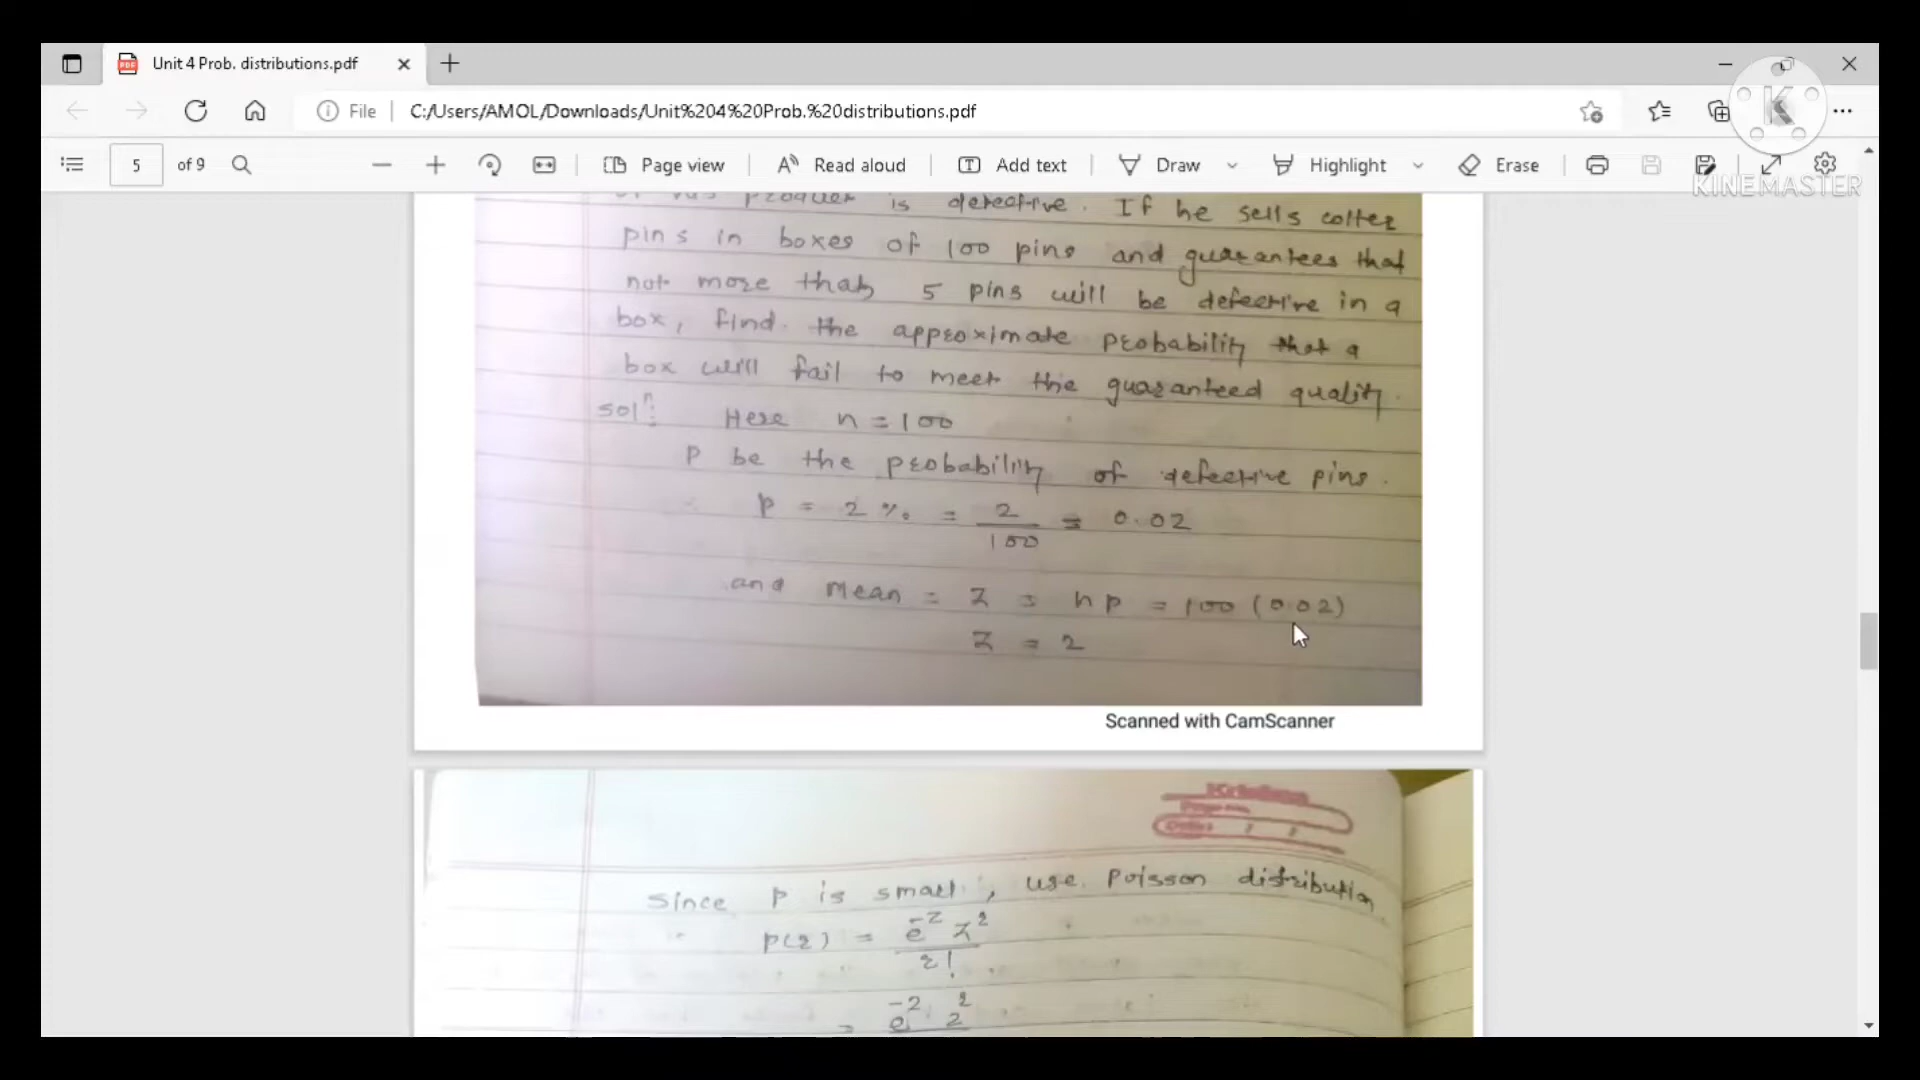 Unit 4 Prob. distributions.pdf
File C:/Users/AMOL/Downloads/Unit%204%20Prob.%20distributions.pdf
5 of 9 Page view Read aloud Add text Draw Highlight Erase
KINEMASTER
product is defective. If he sells cotter
pins in boxes of 100 pins and guarantees that
not more than 5 pins will be defective in a
box, find the approximate probability that a
box will fail to meet the guaranteed quality.
solⁿ: Here n = 100
P be the probability of defective pins.
P = 2 % = 2/100 = 0.02
and Mean = z = np = 100 (0.02)
z = 2
Scanned with CamScanner
Since p is small, use Poisson distribution
p(r) = e^-z z^r / r!